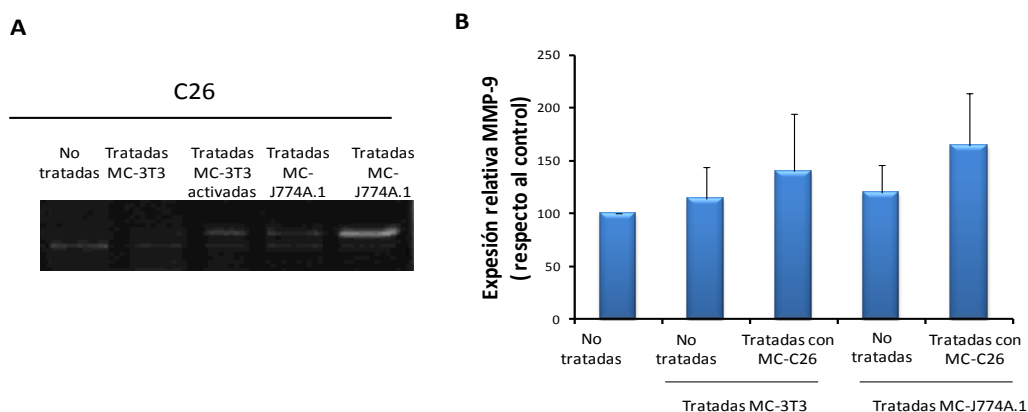 A
C26
No tratadas
Tratadas MC-3T3
Tratadas MC-3T3 activadas
Tratadas MC-J774A.1
Tratadas MC-J774A.1
B
Expesión relativa MMP-9
( respecto al control)
250
200
150
100
50
0
No tratadas
No tratadas
Tratadas con MC-C26
No tratadas
Tratadas con MC-C26
Tratadas MC-3T3
Tratadas MC-J774A.1